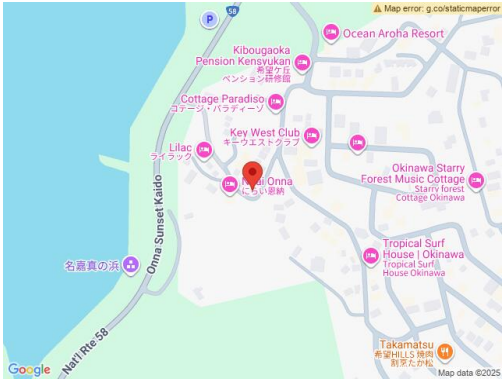 Map error: g.co/staticmaperror
58
P
Ocean Aroha Resort
Kibougaoka
Pension Kensyukan
希望ケ丘
ペンション研修館
Cottage Paradiso
コテージ・パラディーソ
Key West Club
キーウエストクラブ
Lilac
ライラック
Okinawa Starry
Forest Music Cottage
Starry forest
Cottage Okinawa
Onna
にらい恩納
Onna Sunset Kaido
Tropical Surf
House | Okinawa
Tropical Surf
House Okinawa
名嘉真の浜
Nat'l Rte 58
Takamatsu
希望HILLS 焼肉
割烹たか松
Google
Map data ©2025